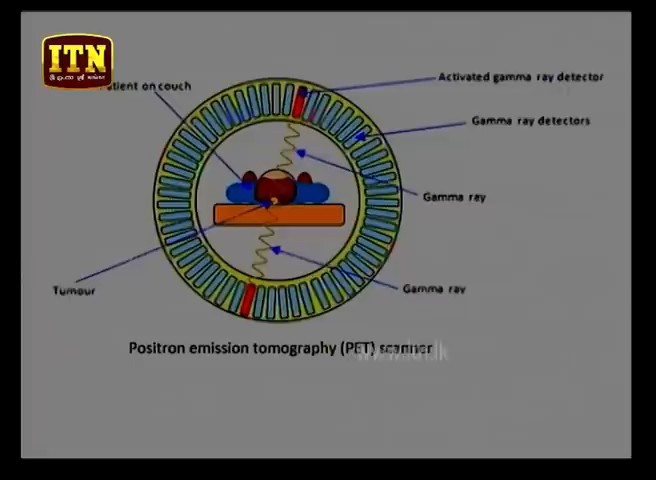 ITN
Patient on couch
Activated gamma ray detector
Gamma ray detectors
Gamma ray
Tumour
Gamma ray
Positron emission tomography (PET) scanner